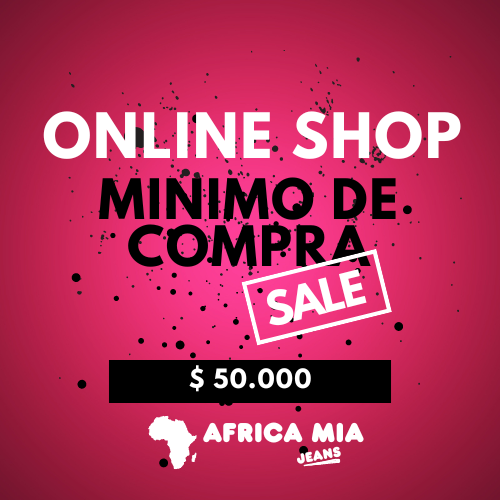 ONLINE SHOP
MINIMO DE
COMPRA
SALE
$ 50.000
AFRICA MIA
JEANS